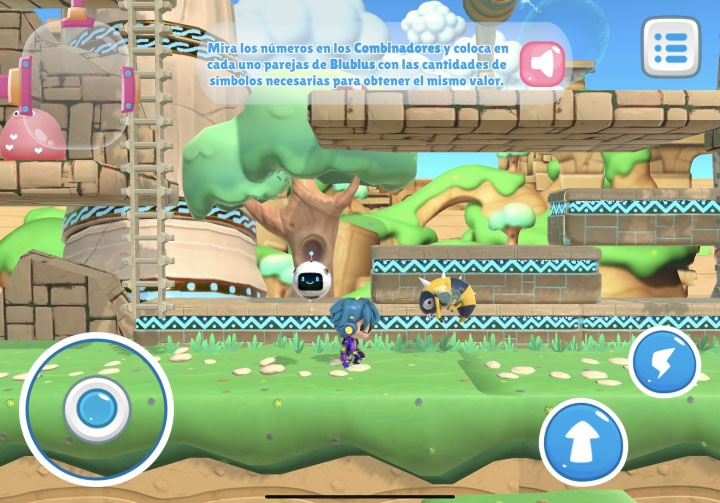 Mira los números en los Combinadores y coloca en
cada uno parejas de Blublus con las cantidades de
símbolos necesarias para obtener el mismo valor.